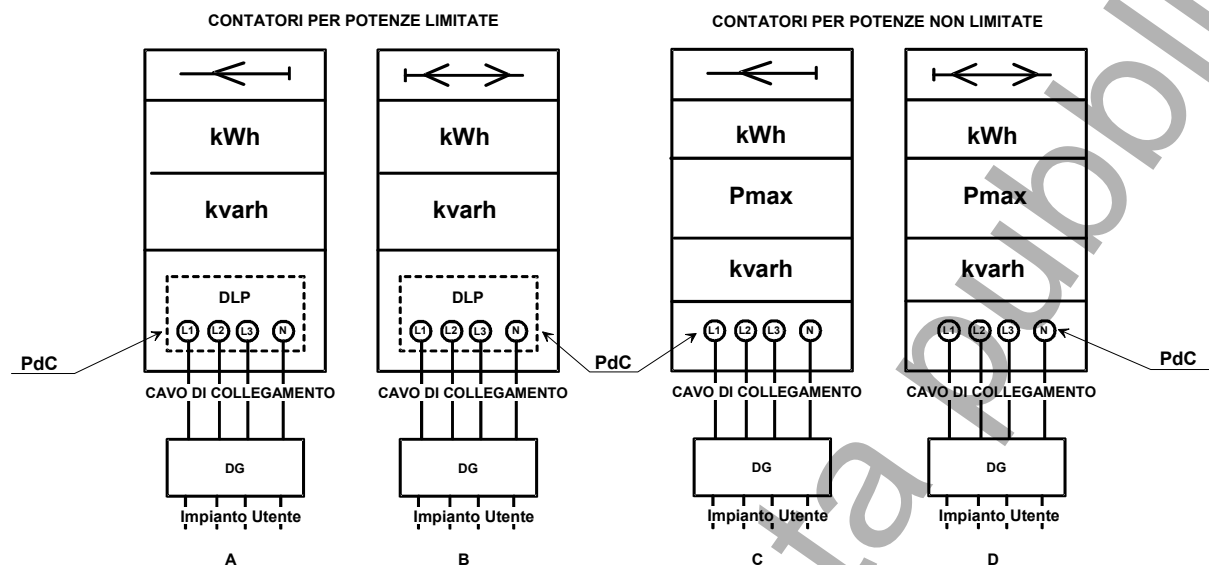 CONTATORI PER POTENZE LIMITATE
CONTATORI PER POTENZE NON LIMITATE
kWh
kvarh
DLP
L1 L2 L3 N
PdC
CAVO DI COLLEGAMENTO
DG
Impianto Utente
A
kWh
kvarh
DLP
L1 L2 L3 N
PdC
CAVO DI COLLEGAMENTO
DG
Impianto Utente
B
kWh
Pmax
kvarh
L1 L2 L3 N
CAVO DI COLLEGAMENTO
DG
Impianto Utente
C
kWh
Pmax
kvarh
L1 L2 L3 N
PdC
CAVO DI COLLEGAMENTO
DG
Impianto Utente
D